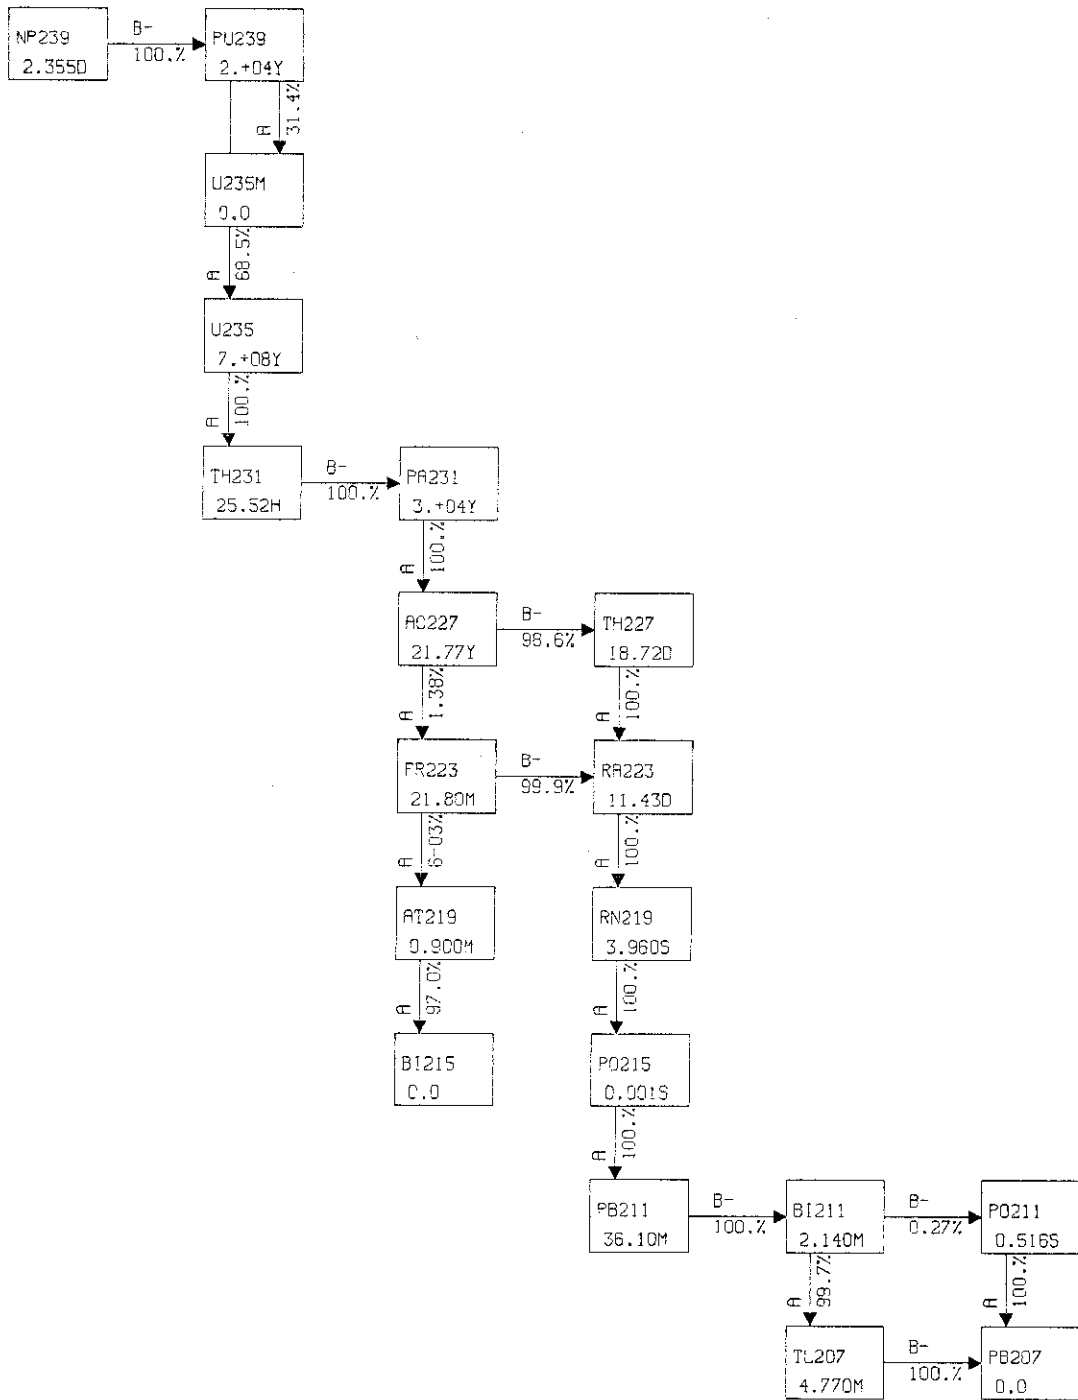 NP239
2.355D
B-
100.%
PU239
2.+04Y
A
31.4%
U235M
0.0
A
68.5%
U235
7.+08Y
A
100.%
TH231
25.52H
B-
100.%
PA231
3.+04Y
A
100.%
AC227
21.77Y
B-
98.6%
TH227
18.72D
A
1.38%
A
100.%
FR223
21.80M
B-
99.9%
RA223
11.43D
A
6-03%
A
100.%
AT219
0.900M
RN219
3.960S
A
97.0%
A
100.%
BI215
0.0
PO215
0.001S
A
100.%
PB211
36.10M
B-
100.%
BI211
2.140M
B-
0.27%
PO211
0.516S
A
99.7%
A
100.%
TL207
4.770M
B-
100.%
PB207
0.0